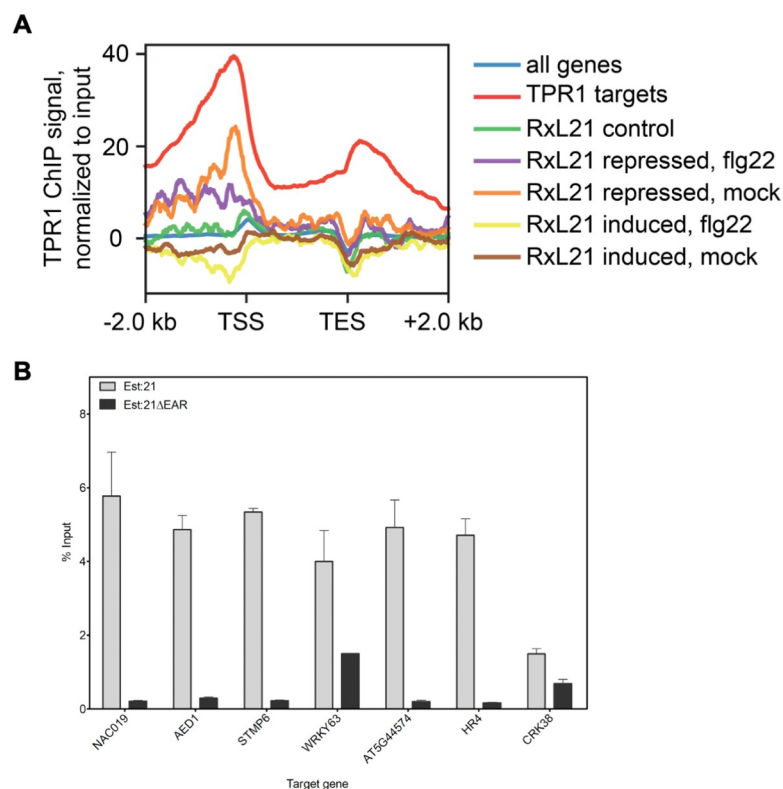 A
TPR1 ChIP signal,
normalized to input
40
20
0
-2.0 kb
TSS
TES
+2.0 kb
all genes
TPR1 targets
RxL21 control
RxL21 repressed, flg22
RxL21 repressed, mock
RxL21 induced, flg22
RxL21 induced, mock
B
Est:21
Est:21ΔEAR
% Input
8
6
4
2
0
NAC019
AED1
STMP6
WRKY63
AT5G44574
HR4
CRK38
Target gene